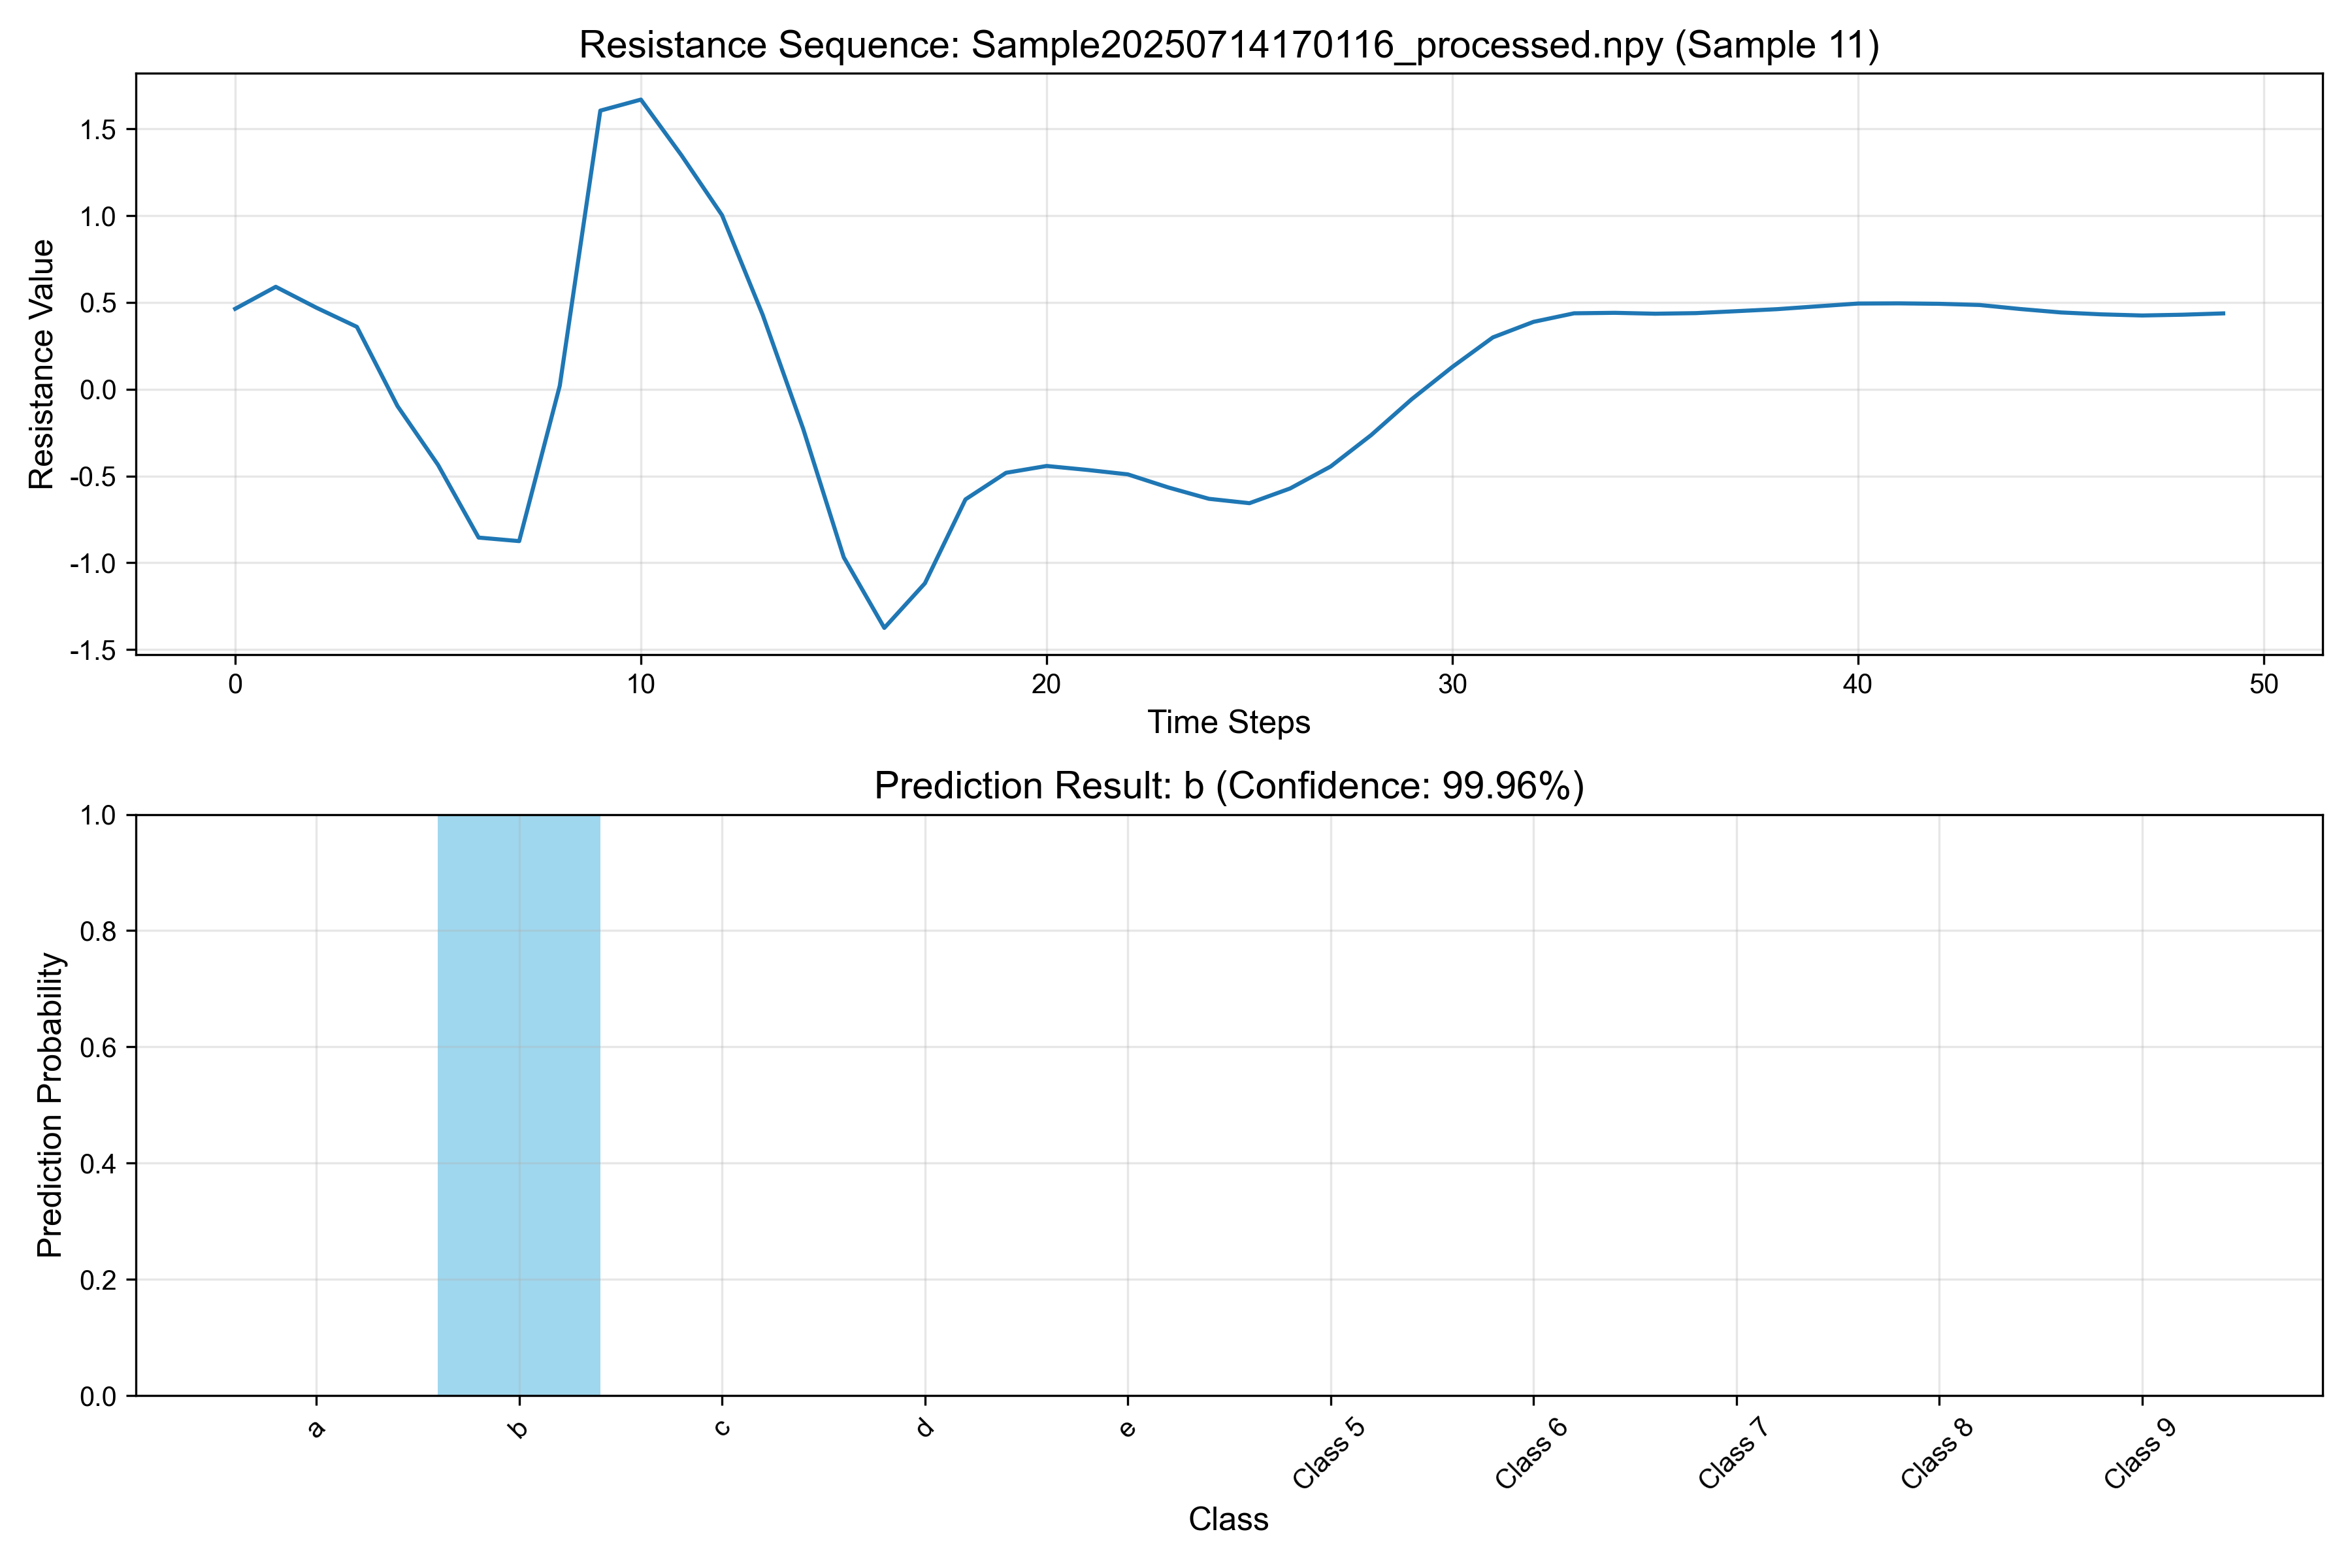 Resistance Sequence: Sample20250714170116_processed.npy (Sample 11)
Resistance Value
1.5
1.0
0.5
0.0
-0.5
-1.0
-1.5
0 10 20 30 40 50
Time Steps
Prediction Result: b (Confidence: 99.96%)
Prediction Probability
1.0
0.8
0.6
0.4
0.2
0.0
a b c d e Class 5 Class 6 Class 7 Class 8 Class 9
Class